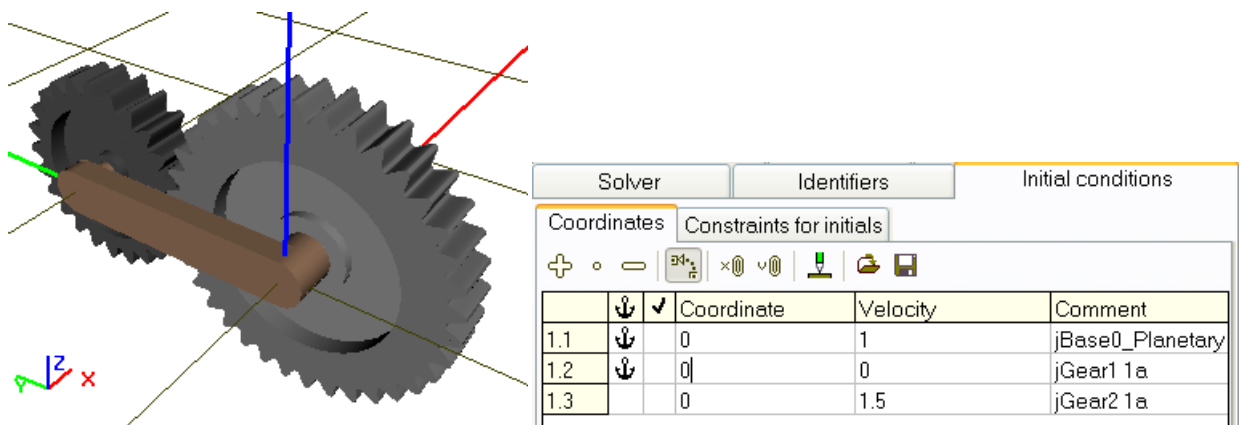 Z
Y X
Solver Identifiers Initial conditions
Coordinates Constraints for initials
Coordinate Velocity Comment
1.1 0 1 jBase0_Planetary
1.2 0 0 jGear1 1a
1.3 0 1.5 jGear2 1a